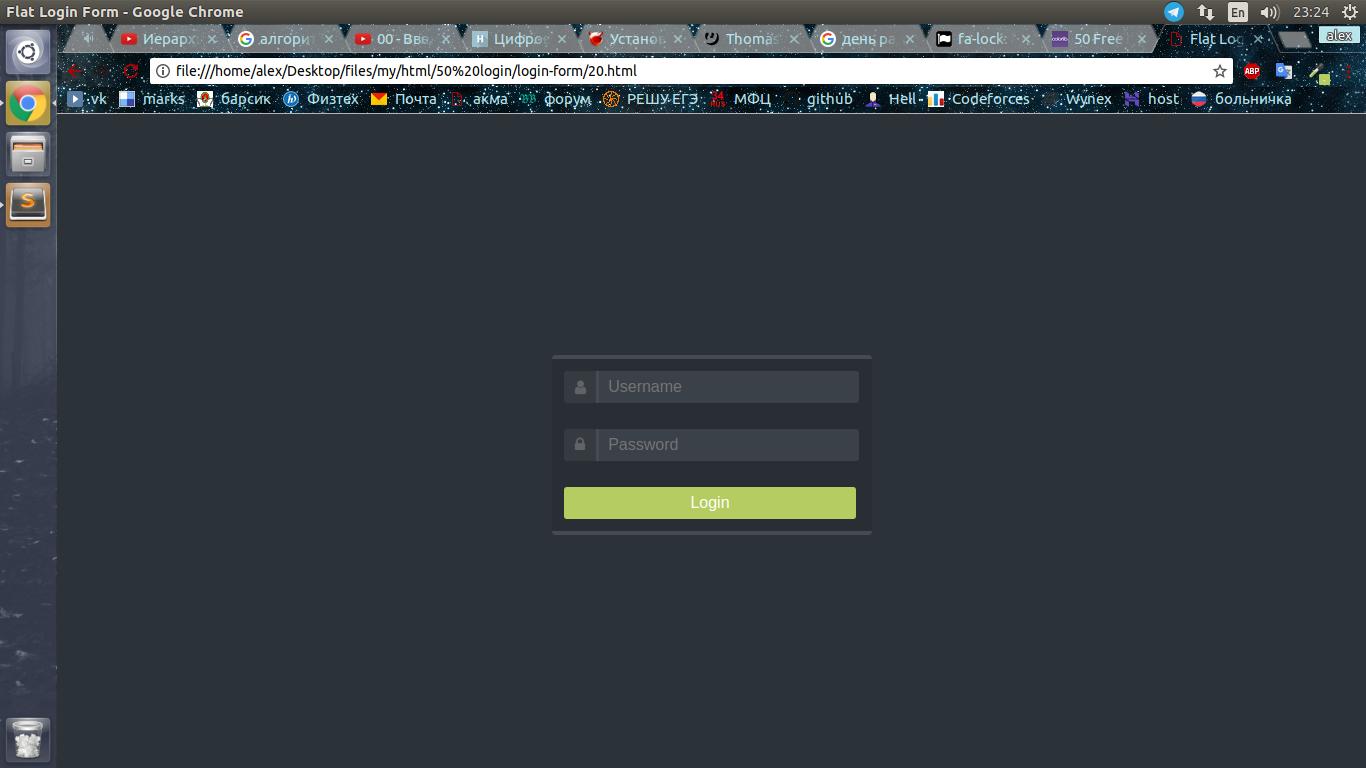 Flat Login Form - Google Chrome En 23:24
Иерарх алгорит 00 - Вве Цифро Устано Thomas день ра fa-lock: 50 Free Flat Log alex
file:///home/alex/Desktop/files/my/html/50%20login/login-form/20.html ABP
vk marks барсик Физтех Почта акма форум РЕШУ ЕГЭ МФЦ github Hell Codeforces Wynex host больничка
Username
Password
Login